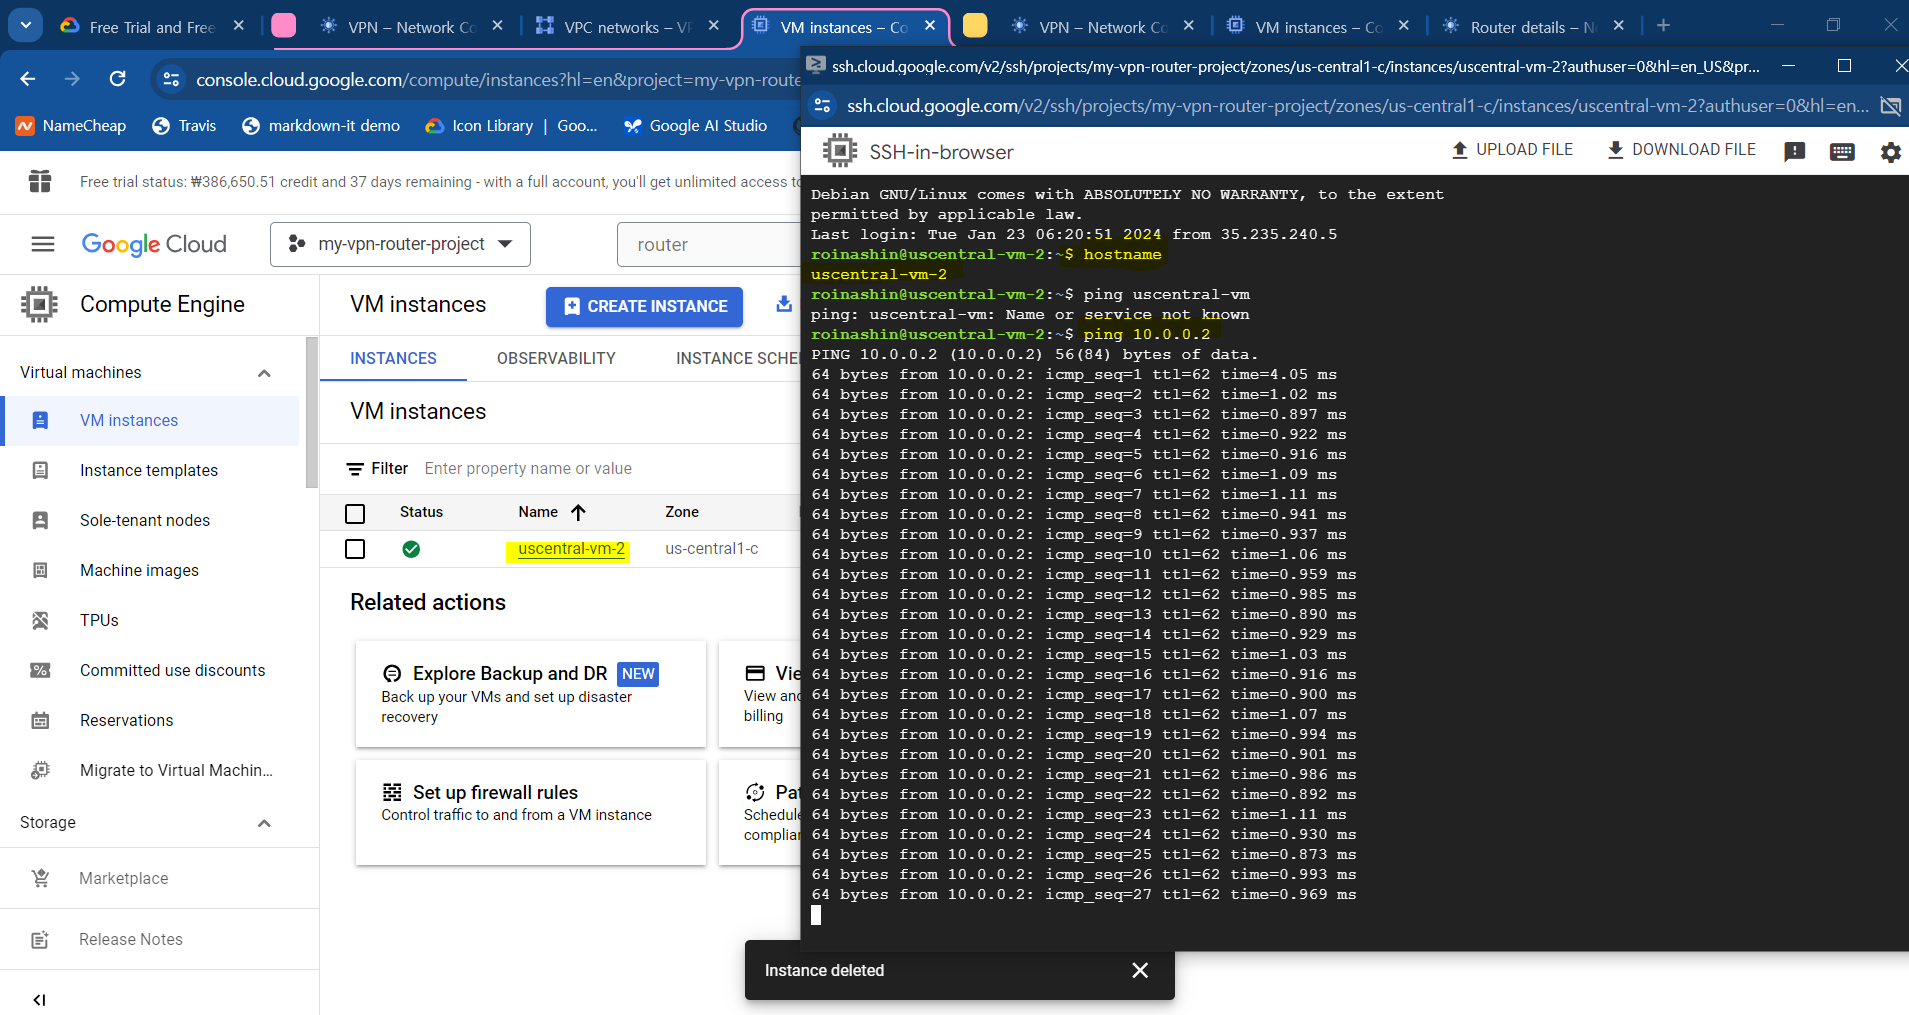 Free Trial and Free
VPN – Network Co
VPC networks – VP
VM instances – Co
VPN – Network Co
VM instances – Co
Router details – N
console.cloud.google.com/compute/instances?hl=en&project=my-vpn-route
NameCheap
Travis
markdown-it demo
Icon Library | Goo...
Google AI Studio
Free trial status: ₩386,650.51 credit and 37 days remaining - with a full account, you'll get unlimited access to
Google Cloud
my-vpn-router-project
router
Compute Engine
Virtual machines
VM instances
Instance templates
Sole-tenant nodes
Machine images
TPUs
Committed use discounts
Reservations
Migrate to Virtual Machin...
Storage
Marketplace
Release Notes
VM instances
CREATE INSTANCE
INSTANCES
OBSERVABILITY
INSTANCE SCHE
VM instances
Filter Enter property name or value
Status Name Zone
uscentral-vm-2 us-central1-c
Related actions
Explore Backup and DR NEW
Back up your VMs and set up disaster
recovery
Vie
View and
billing
Set up firewall rules
Control traffic to and from a VM instance
Pat
Schedule
complian
Instance deleted
ssh.cloud.google.com/v2/ssh/projects/my-vpn-router-project/zones/us-central1-c/instances/uscentral-vm-2?authuser=0&hl=en_US&pr...
ssh.cloud.google.com/v2/ssh/projects/my-vpn-router-project/zones/us-central1-c/instances/uscentral-vm-2?authuser=0&hl=en...
SSH-in-browser
UPLOAD FILE
DOWNLOAD FILE
Debian GNU/Linux comes with ABSOLUTELY NO WARRANTY, to the extent
permitted by applicable law.
Last login: Tue Jan 23 06:20:51 2024 from 35.235.240.5
roinashin@uscentral-vm-2:~$ hostname
uscentral-vm-2
roinashin@uscentral-vm-2:~$ ping uscentral-vm
ping: uscentral-vm: Name or service not known
roinashin@uscentral-vm-2:~$ ping 10.0.0.2
PING 10.0.0.2 (10.0.0.2) 56(84) bytes of data.
64 bytes from 10.0.0.2: icmp_seq=1 ttl=62 time=4.05 ms
64 bytes from 10.0.0.2: icmp_seq=2 ttl=62 time=1.02 ms
64 bytes from 10.0.0.2: icmp_seq=3 ttl=62 time=0.897 ms
64 bytes from 10.0.0.2: icmp_seq=4 ttl=62 time=0.922 ms
64 bytes from 10.0.0.2: icmp_seq=5 ttl=62 time=0.916 ms
64 bytes from 10.0.0.2: icmp_seq=6 ttl=62 time=1.09 ms
64 bytes from 10.0.0.2: icmp_seq=7 ttl=62 time=1.11 ms
64 bytes from 10.0.0.2: icmp_seq=8 ttl=62 time=0.941 ms
64 bytes from 10.0.0.2: icmp_seq=9 ttl=62 time=0.937 ms
64 bytes from 10.0.0.2: icmp_seq=10 ttl=62 time=1.06 ms
64 bytes from 10.0.0.2: icmp_seq=11 ttl=62 time=0.959 ms
64 bytes from 10.0.0.2: icmp_seq=12 ttl=62 time=0.985 ms
64 bytes from 10.0.0.2: icmp_seq=13 ttl=62 time=0.890 ms
64 bytes from 10.0.0.2: icmp_seq=14 ttl=62 time=0.929 ms
64 bytes from 10.0.0.2: icmp_seq=15 ttl=62 time=1.03 ms
64 bytes from 10.0.0.2: icmp_seq=16 ttl=62 time=0.916 ms
64 bytes from 10.0.0.2: icmp_seq=17 ttl=62 time=0.900 ms
64 bytes from 10.0.0.2: icmp_seq=18 ttl=62 time=1.07 ms
64 bytes from 10.0.0.2: icmp_seq=19 ttl=62 time=0.994 ms
64 bytes from 10.0.0.2: icmp_seq=20 ttl=62 time=0.901 ms
64 bytes from 10.0.0.2: icmp_seq=21 ttl=62 time=0.986 ms
64 bytes from 10.0.0.2: icmp_seq=22 ttl=62 time=0.892 ms
64 bytes from 10.0.0.2: icmp_seq=23 ttl=62 time=1.11 ms
64 bytes from 10.0.0.2: icmp_seq=24 ttl=62 time=0.930 ms
64 bytes from 10.0.0.2: icmp_seq=25 ttl=62 time=0.873 ms
64 bytes from 10.0.0.2: icmp_seq=26 ttl=62 time=0.993 ms
64 bytes from 10.0.0.2: icmp_seq=27 ttl=62 time=0.969 ms